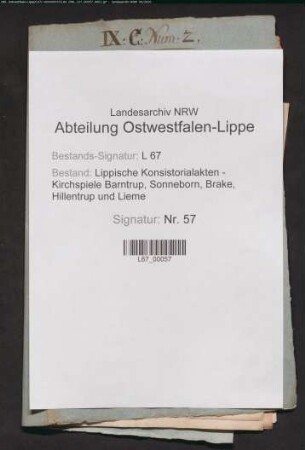 IX. C. Num. 2.
Landesarchiv NRW
Abteilung Ostwestfalen-Lippe
Bestands-Signatur: L 67
Bestand: Lippische Konsistorialakten -
Kirchspiele Barntrup, Sonneborn, Brake,
Hillentrup und Lieme
Signatur: Nr. 57
L67_00057